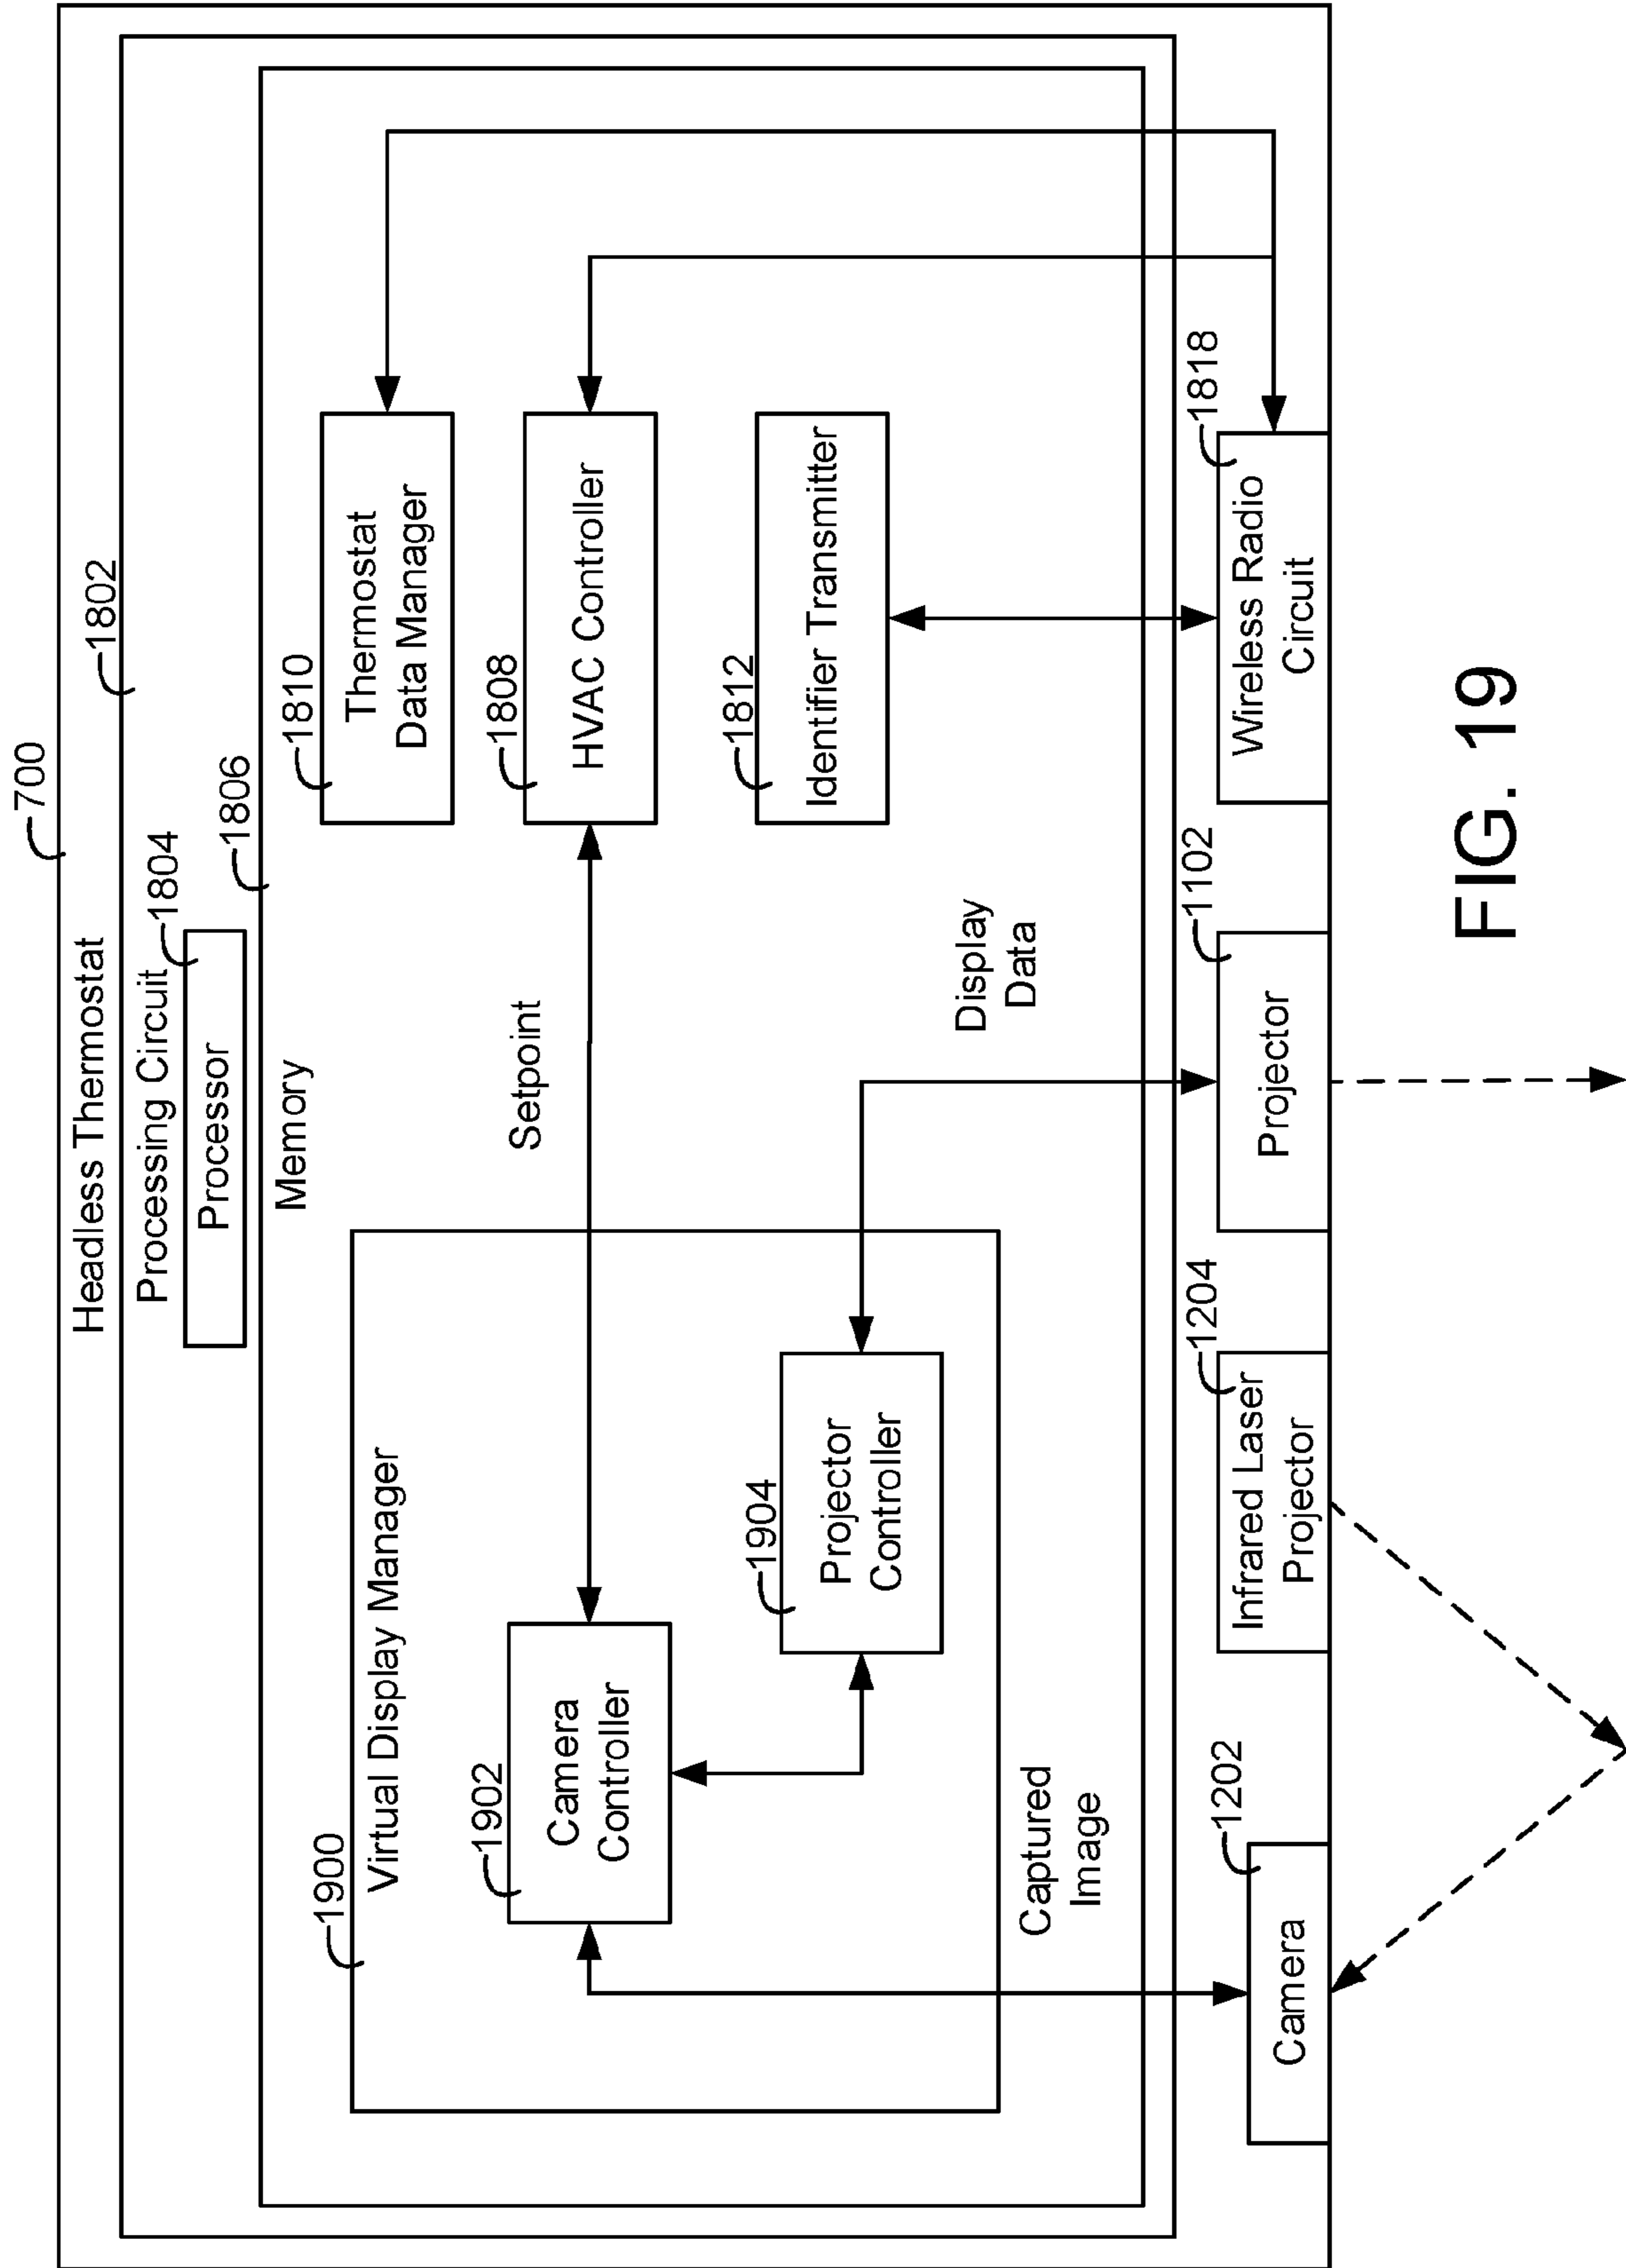 700
Headless Thermostat
1802
Processing Circuit
1804
Processor
1806
Memory
1900
Virtual Display Manager
1902
Camera
Controller
1904
Projector
Controller
Setpoint
1810
Thermostat
Data Manager
1808
HVAC Controller
1812
Identifier Transmitter
Captured
Image
Display
Data
1202
Camera
1204
Infrared Laser
Projector
1102
Projector
1818
Wireless Radio
Circuit
FIG. 19